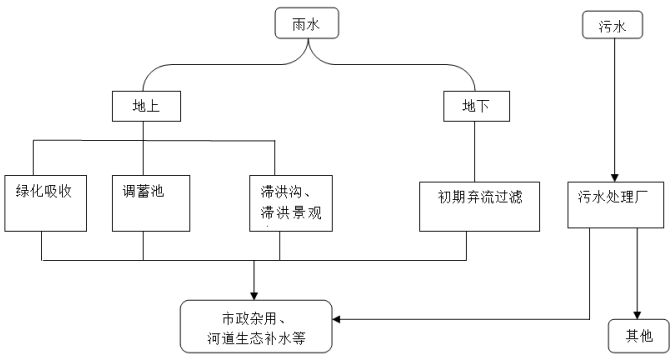 雨水
污水
地上
地下
绿化吸收
调蓄池
滞洪沟、
滞洪景观
初期弃流过滤
污水处理厂
市政杂用、
河道生态补水等
其他